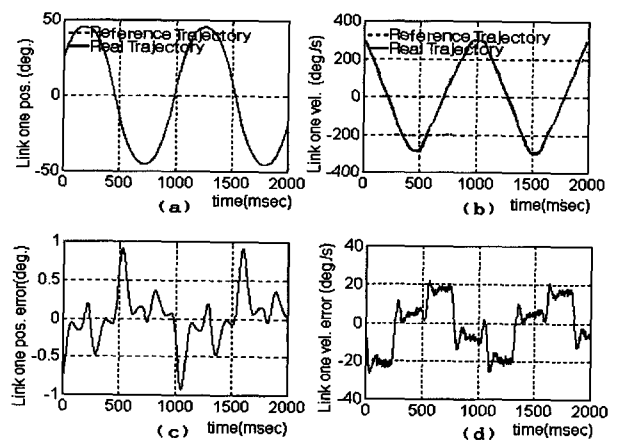 50
0
-50
Link one pos. (deg.)
Reference Trajectory
Real Trajectory
0 500 1000 1500 2000
(a) time(msec)
400
200
0
-200
-400
Link one vel. (deg/s)
Reference Trajectory
Real Trajectory
0 500 1000 1500 2000
(b) time(msec)
1
0.5
0
-0.5
-1
Link one pos. error(deg.)
0 500 1000 1500 2000
(c) time(msec)
40
20
0
-20
-40
Link one vel. error (deg./s)
0 500 1000 1500 2000
(d) time(msec)